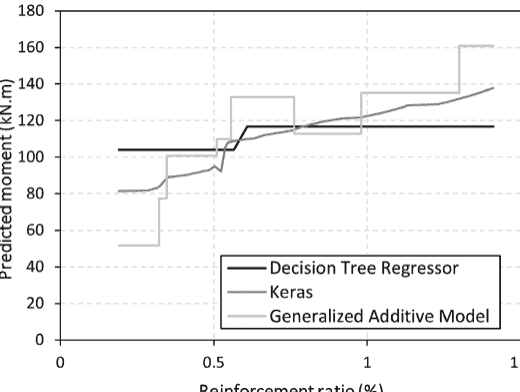 180
160
140
120
100
80
60
40
20
0
Predicted moment (kN.m)
Decision Tree Regressor
Keras
Generalized Additive Model
0
0.5
1
Reinforcement ratio (%)